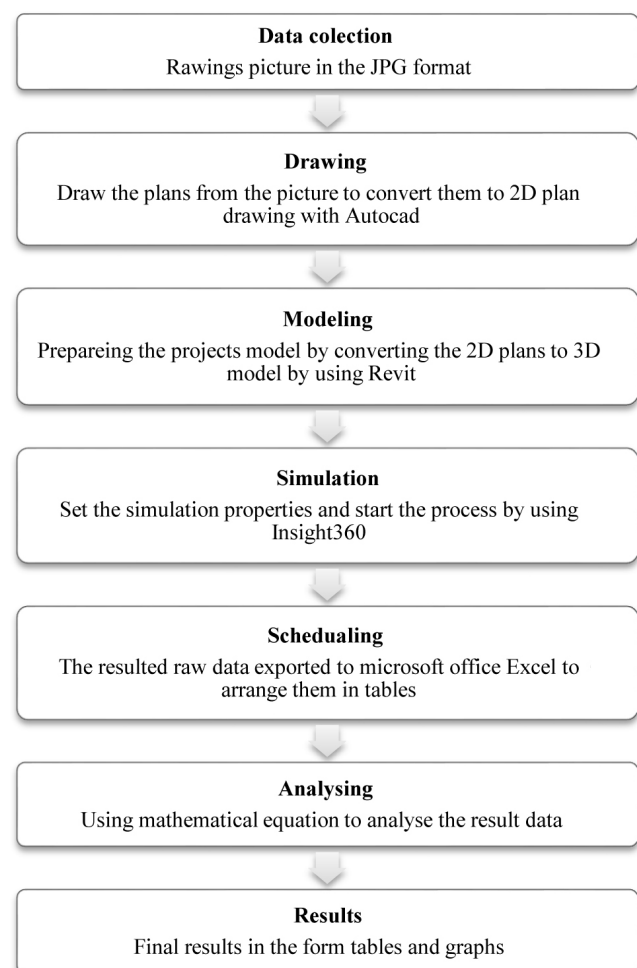 Data colection
Rawings picture in the JPG format
Drawing
Draw the plans from the picture to convert them to 2D plan
drawing with Autocad
Modeling
Prepareing the projects model by converting the 2D plans to 3D
model by using Revit
Simulation
Set the simulation properties and start the process by using
Insight360
Schedualing
The resulted raw data exported to microsoft office Excel to
arrange them in tables
Analysing
Using mathematical equation to analyse the result data
Results
Final results in the form tables and graphs